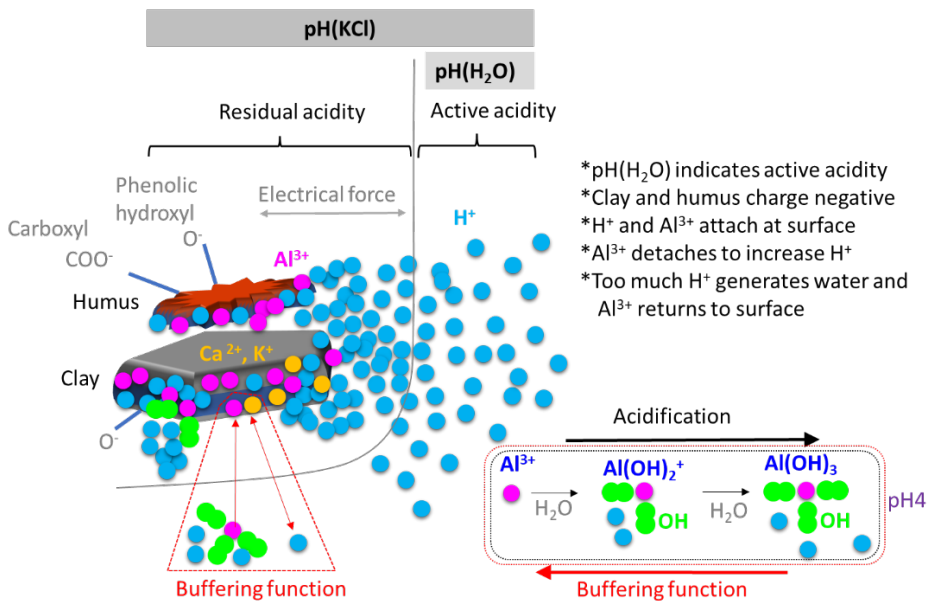 pH(KCl)
pH(H₂O)
Residual acidity
Active acidity
Phenolic
hydroxyl
Electrical force
Carboxyl
O⁻
COO⁻
H⁺
Al³⁺
Humus
*pH(H₂O) indicates active acidity
*Clay and humus charge negative
*H⁺ and Al³⁺ attach at surface
*Al³⁺ detaches to increase H⁺
*Too much H⁺ generates water and
Al³⁺ returns to surface
Ca²⁺, K⁺
Clay
O⁻
Acidification
Al³⁺
Al(OH)₂⁺
Al(OH)₃
H₂O
H₂O
OH
OH
pH4
Buffering function
Buffering function